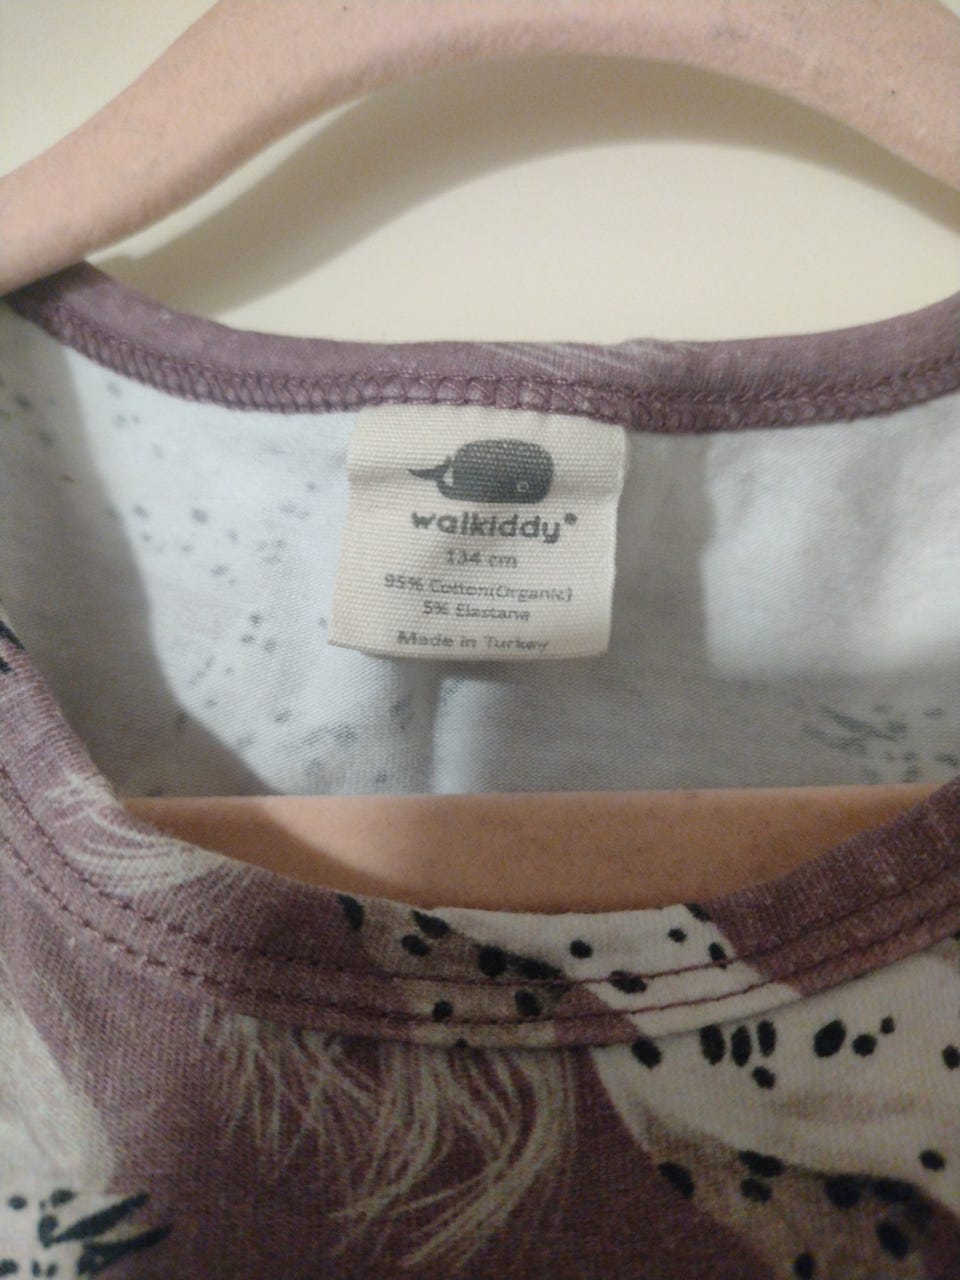 walkiddy®
134 cm
95% Cotton(Organic)
5% Elastane
Made in Turkey